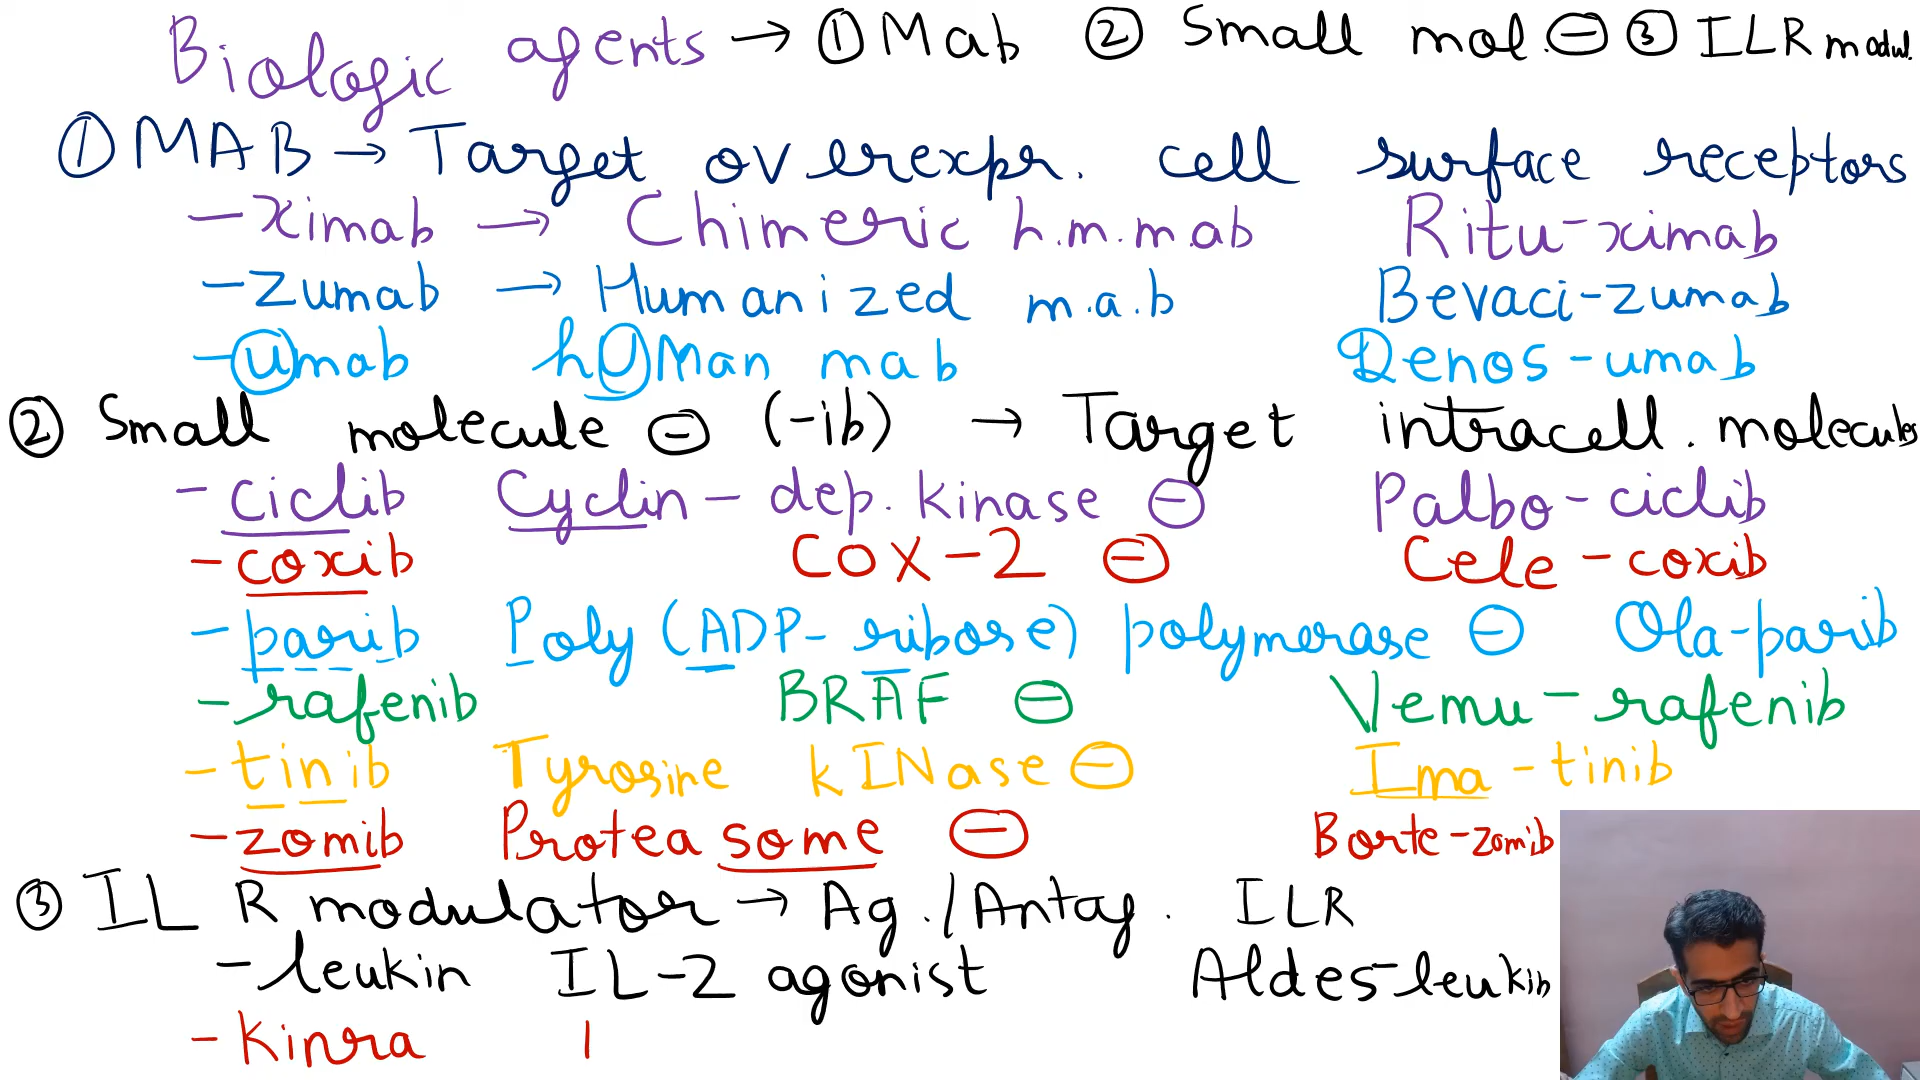 Biologic agents → ① Mab ② Small mol. ⊖ ③ ILR modul.
① MAB → Target overexpr. cell surface receptors
-ximab → Chimeric h.m.m.ab Ritu-ximab
-zumab → Humanized m.a.b Bevaci-zumab
-umab hUMan mab Denos-umab
② Small molecule ⊖ (-ib) → Target intracell. molecules
-ciclib Cyclin-dep. kinase ⊖ Palbo-ciclib
-coxib COX-2 ⊖ Cele-coxib
-parib Poly (ADP-ribose) polymerase ⊖ Ola-parib
-rafenib BRAF ⊖ Vemu-rafenib
-tinib Tyrosine kINase ⊖ Ima-tinib
-zomib Proteasome ⊖ Borte-zomib
③ IL R modulator → Ag./Antag. ILR
-leukin IL-2 agonist Aldes-leukin
-Kinra I